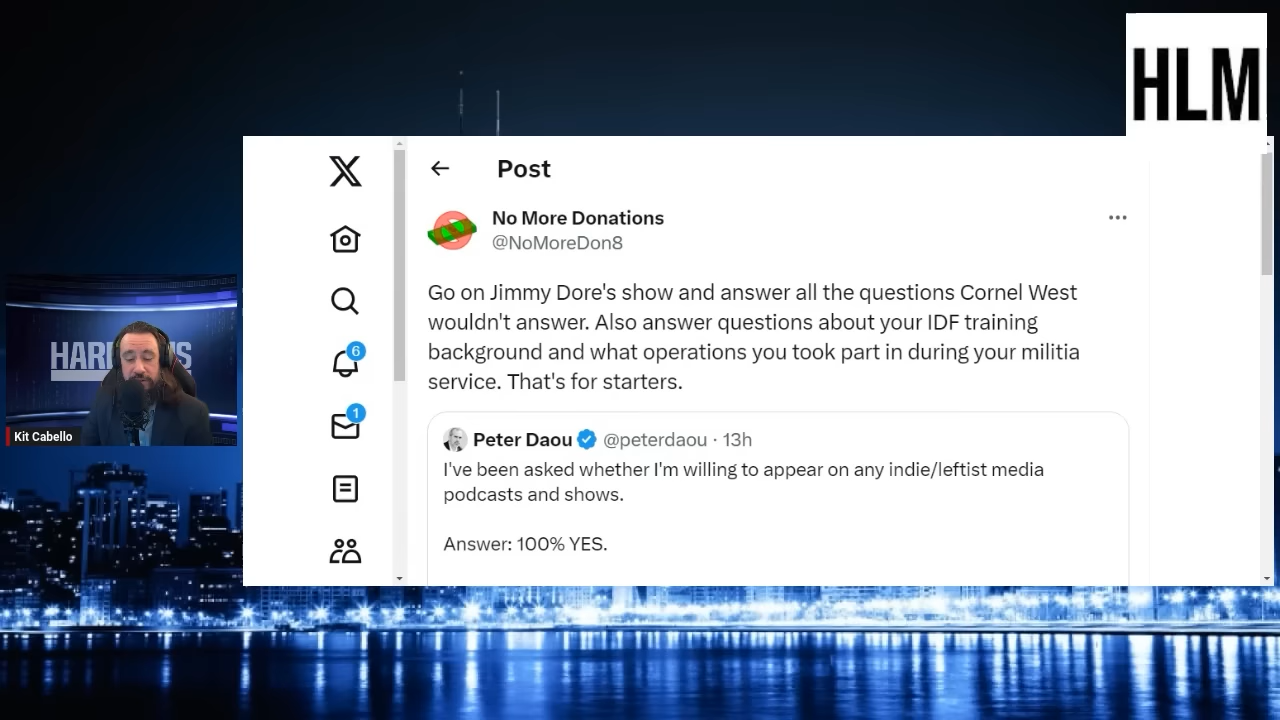 HLM
Post
No More Donations
@NoMoreDon8
Go on Jimmy Dore's show and answer all the questions Cornel West
wouldn't answer. Also answer questions about your IDF training
background and what operations you took part in during your militia
service. That's for starters.
Peter Daou @peterdaou · 13h
I've been asked whether I'm willing to appear on any indie/leftist media
podcasts and shows.
Answer: 100% YES.
6
1
Kit Cabello